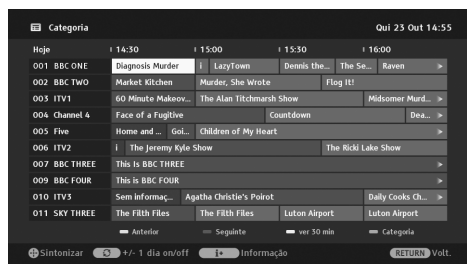 Categoria Qui 23 Out 14:55
Hoje 14:30 15:00 15:30 16:00
001 BBC ONE Diagnosis Murder i LazyTown Dennis the... The Se... Raven
002 BBC TWO Market Kitchen Murder, She Wrote Flog It!
003 ITV1 60 Minute Makeov... The Alan Titchmarsh Show Midsomer Murd...
004 Channel 4 Face of a Fugitive Countdown Dea...
005 Five Home and ... Goi... Children of My Heart
006 ITV2 i The Jeremy Kyle Show The Ricki Lake Show
007 BBC THREE This Is BBC THREE
009 BBC FOUR This is BBC FOUR
010 ITV3 Sem informaç... Agatha Christie's Poirot Daily Cooks Ch...
011 SKY THREE The Filth Files The Filth Files Luton Airport Luton Airport
Anterior Seguinte ver 30 min Categoria
Sintonizar +/- 1 dia on/off i+ Informação RETURN Volt.